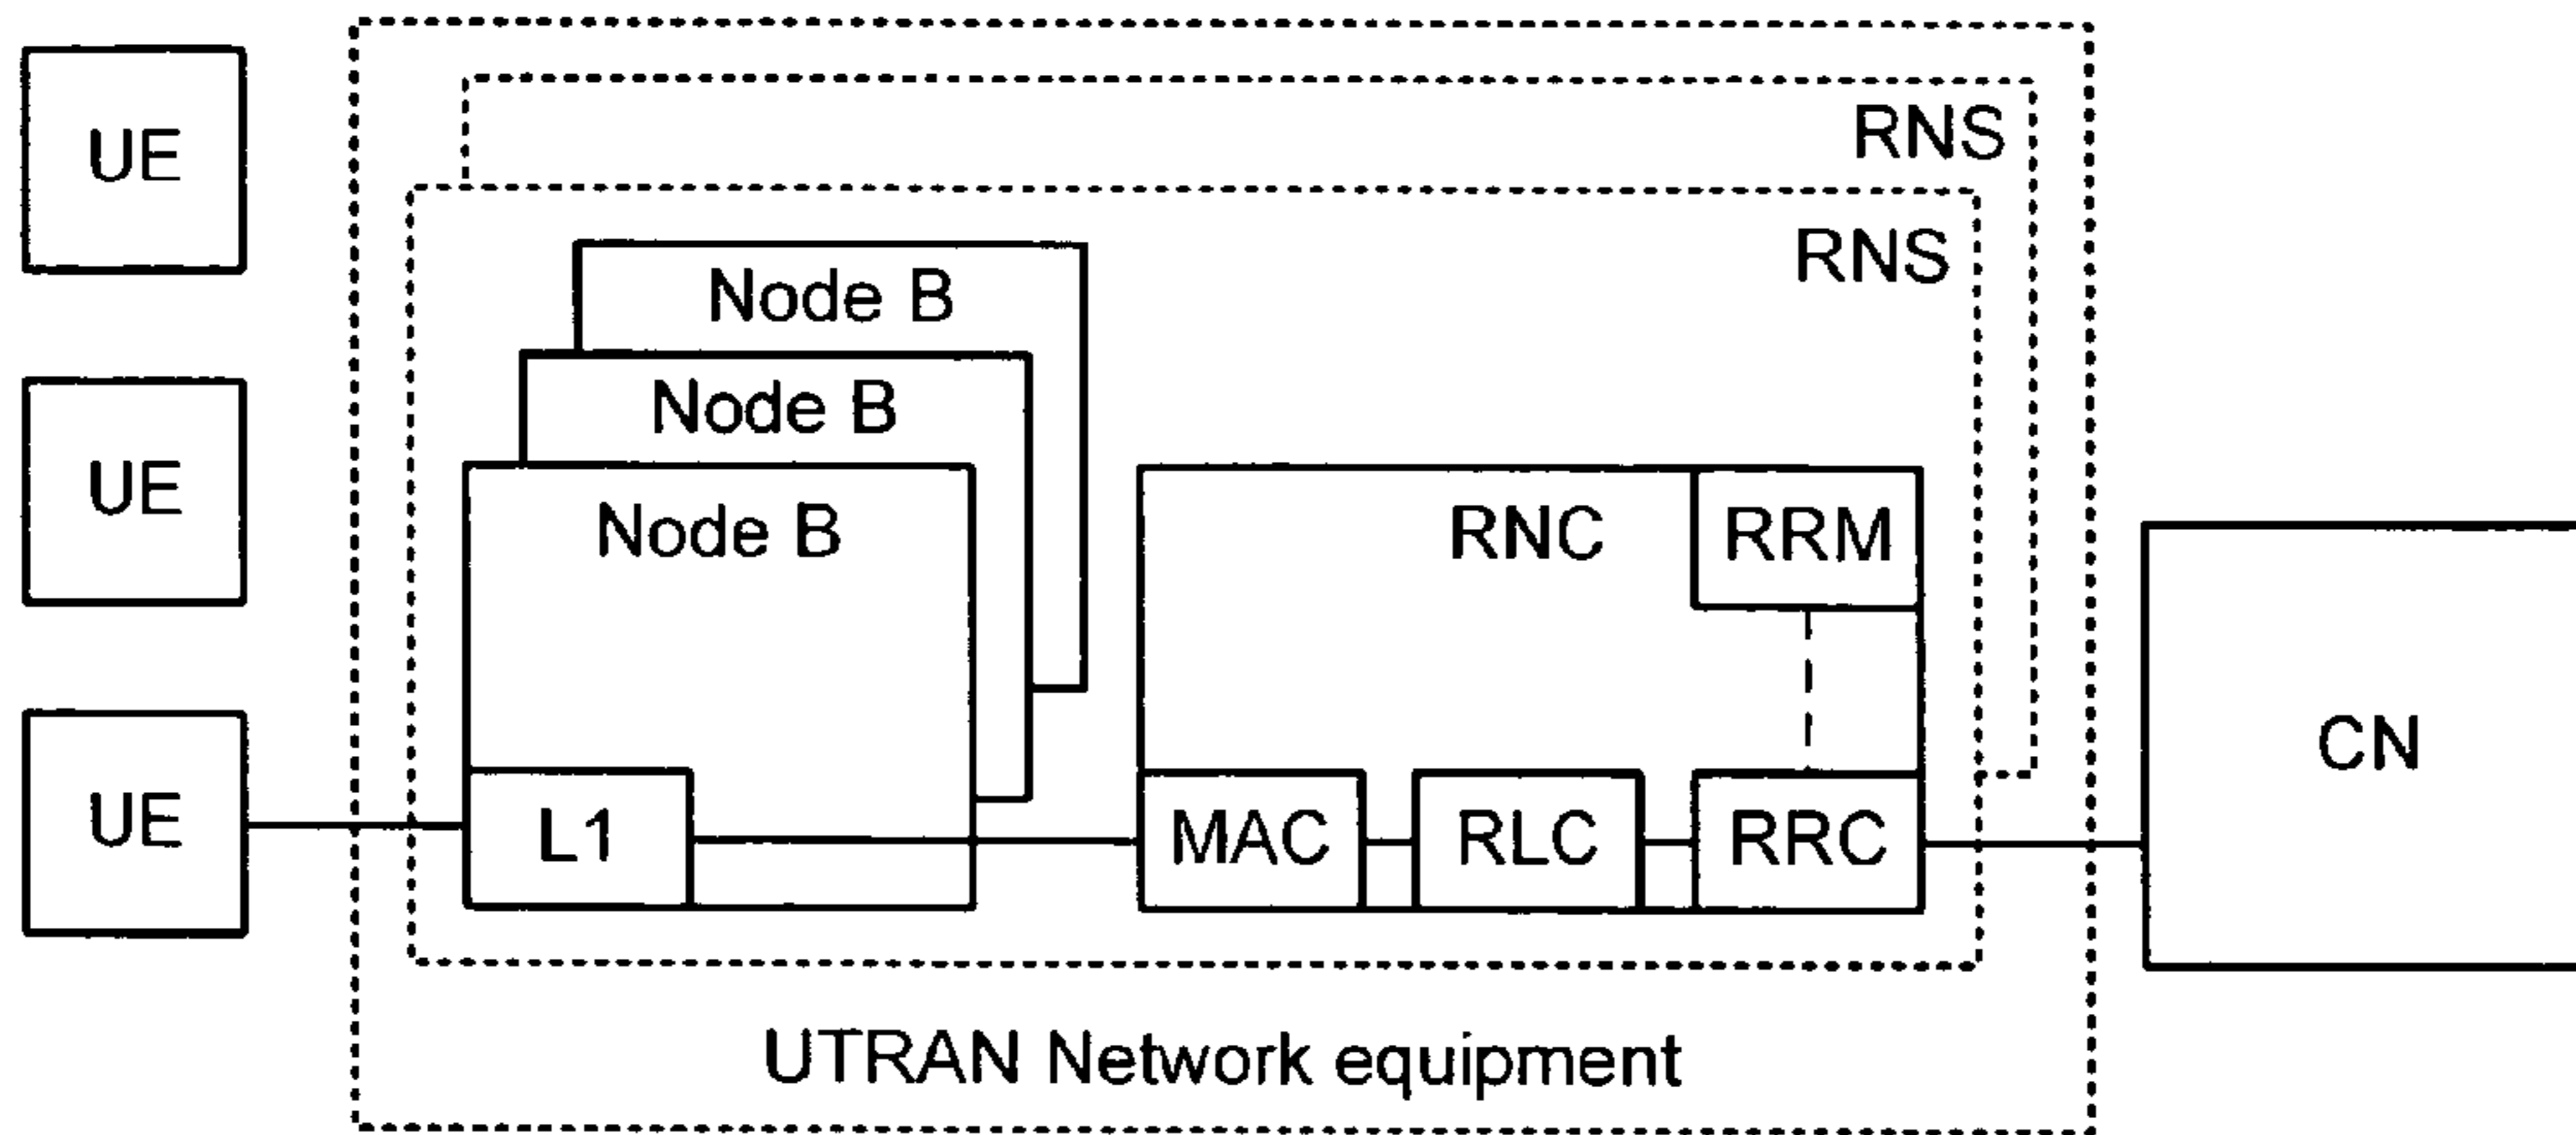 UE
RNS
RNS
Node B
Node B
UE
Node B
RNC
RRM
CN
UE
L1
MAC
RLC
RRC
UTRAN Network equipment